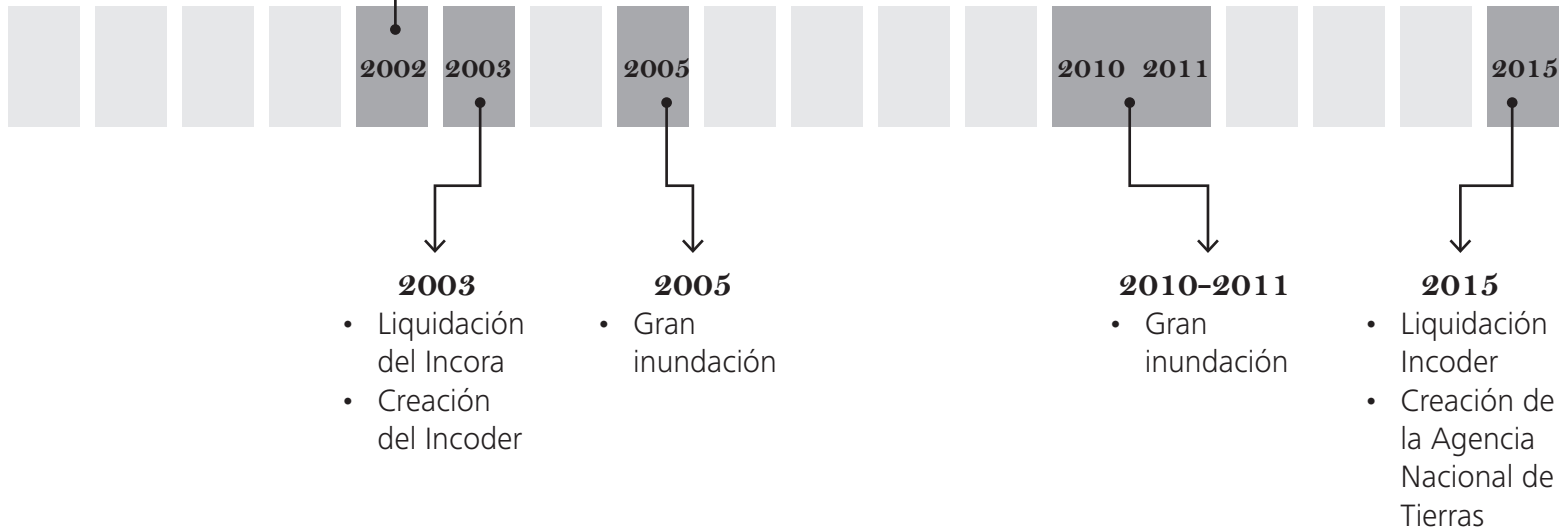 2002 2003 2005 2010 2011 2015
2003
• Liquidación
del Incora
• Creación
del Incoder
2005
• Gran
inundación
2010-2011
• Gran
inundación
2015
• Liquidación
Incoder
• Creación de
la Agencia
Nacional de
Tierras